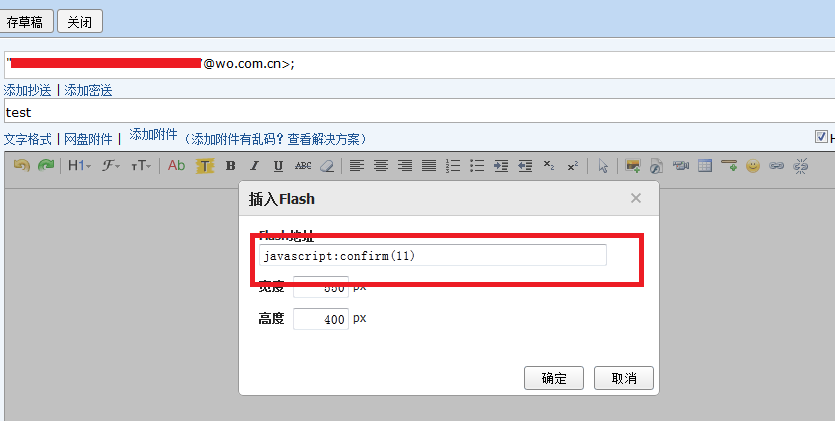 存草稿 关闭
"@wo.com.cn>;
添加抄送 | 添加密送
test
文字格式 | 网盘附件 | 添加附件 (添加附件有乱码? 查看解决方案) H
H1 F TT Ab T B I U ABC X2 X2
插入Flash ×
Flash地址
javascript:confirm(11)
宽度 550 px
高度 400 px
确定 取消